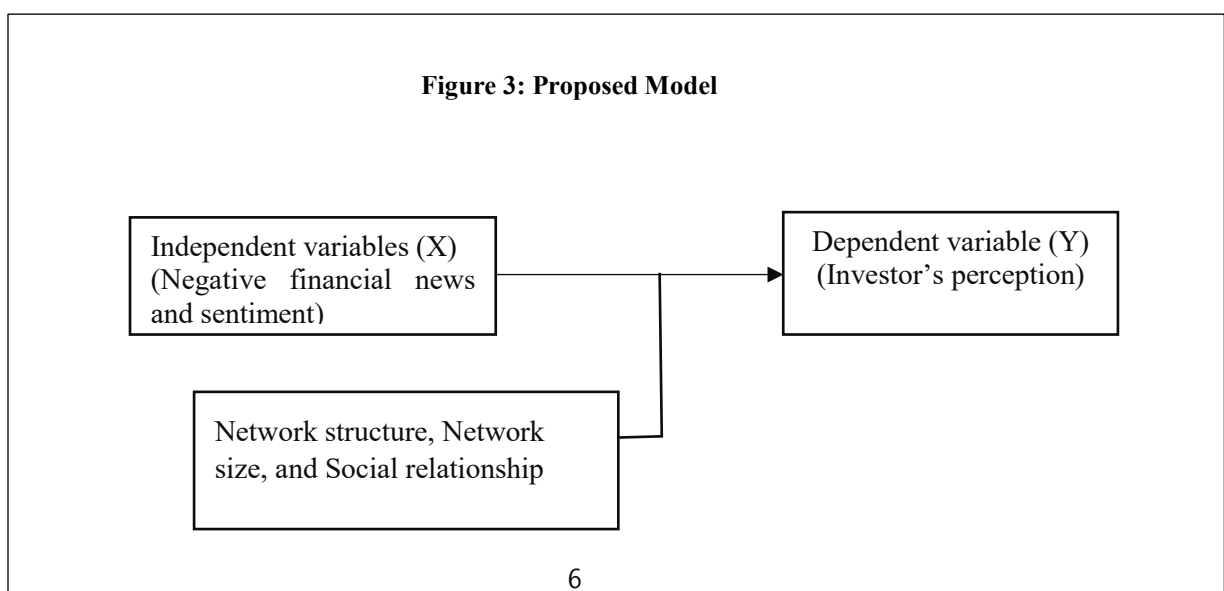 Figure 3: Proposed Model
Independent variables (X)
(Negative financial news
and sentiment)
Dependent variable (Y)
(Investor's perception)
Network structure, Network
size, and Social relationship
6